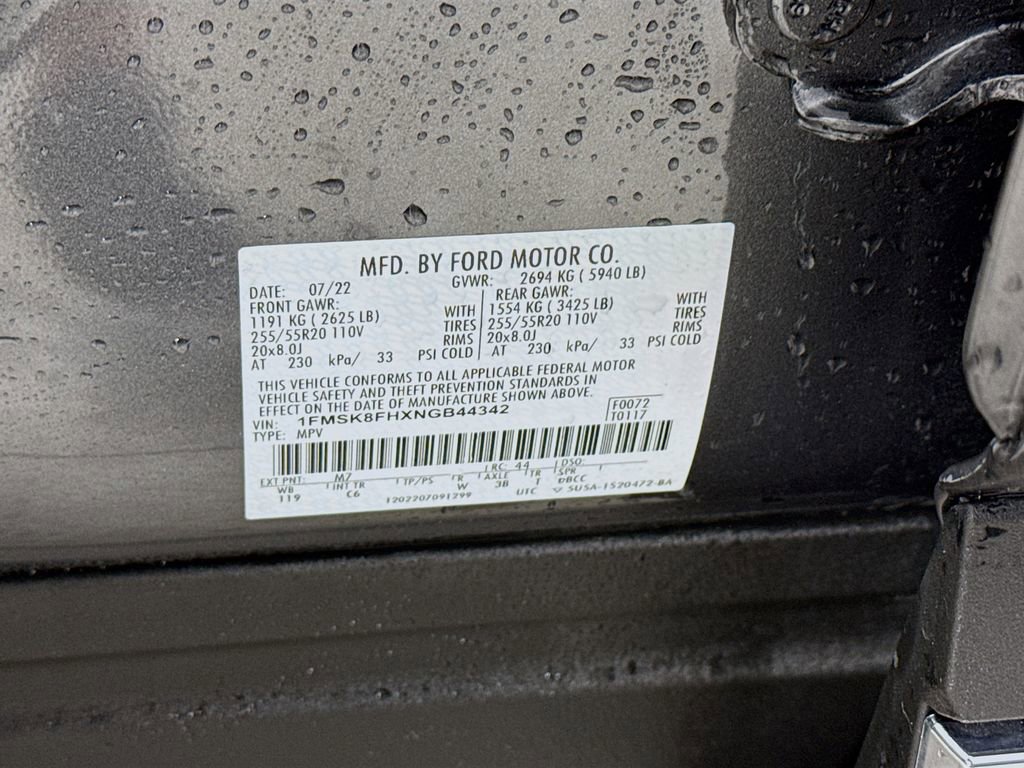 MFD. BY FORD MOTOR CO.
DATE: 07/22 GVWR: 2694 KG ( 5940 LB)
FRONT GAWR: REAR GAWR:
1191 KG ( 2625 LB) WITH 1554 KG ( 3425 LB) WITH
255/55R20 110V TIRES 255/55R20 110V TIRES
20x8.0J RIMS 20x8.0J RIMS
AT 230 kPa/ 33 PSI COLD AT 230 kPa/ 33 PSI COLD
THIS VEHICLE CONFORMS TO ALL APPLICABLE FEDERAL MOTOR
VEHICLE SAFETY AND THEFT PREVENTION STANDARDS IN
EFFECT ON THE DATE OF MANUFACTURE SHOWN ABOVE.
VIN: 1FMSK8FHXNGB44342 F0072
TYPE: MPV T0117
EXT PNT: M7 RC: 44 DSO:
WB INT TR TP/PS R AXLE TR SPR
119 C6 W 3B I DBCC
1202207091299 UTC ▽ SU5A-1520472-BA